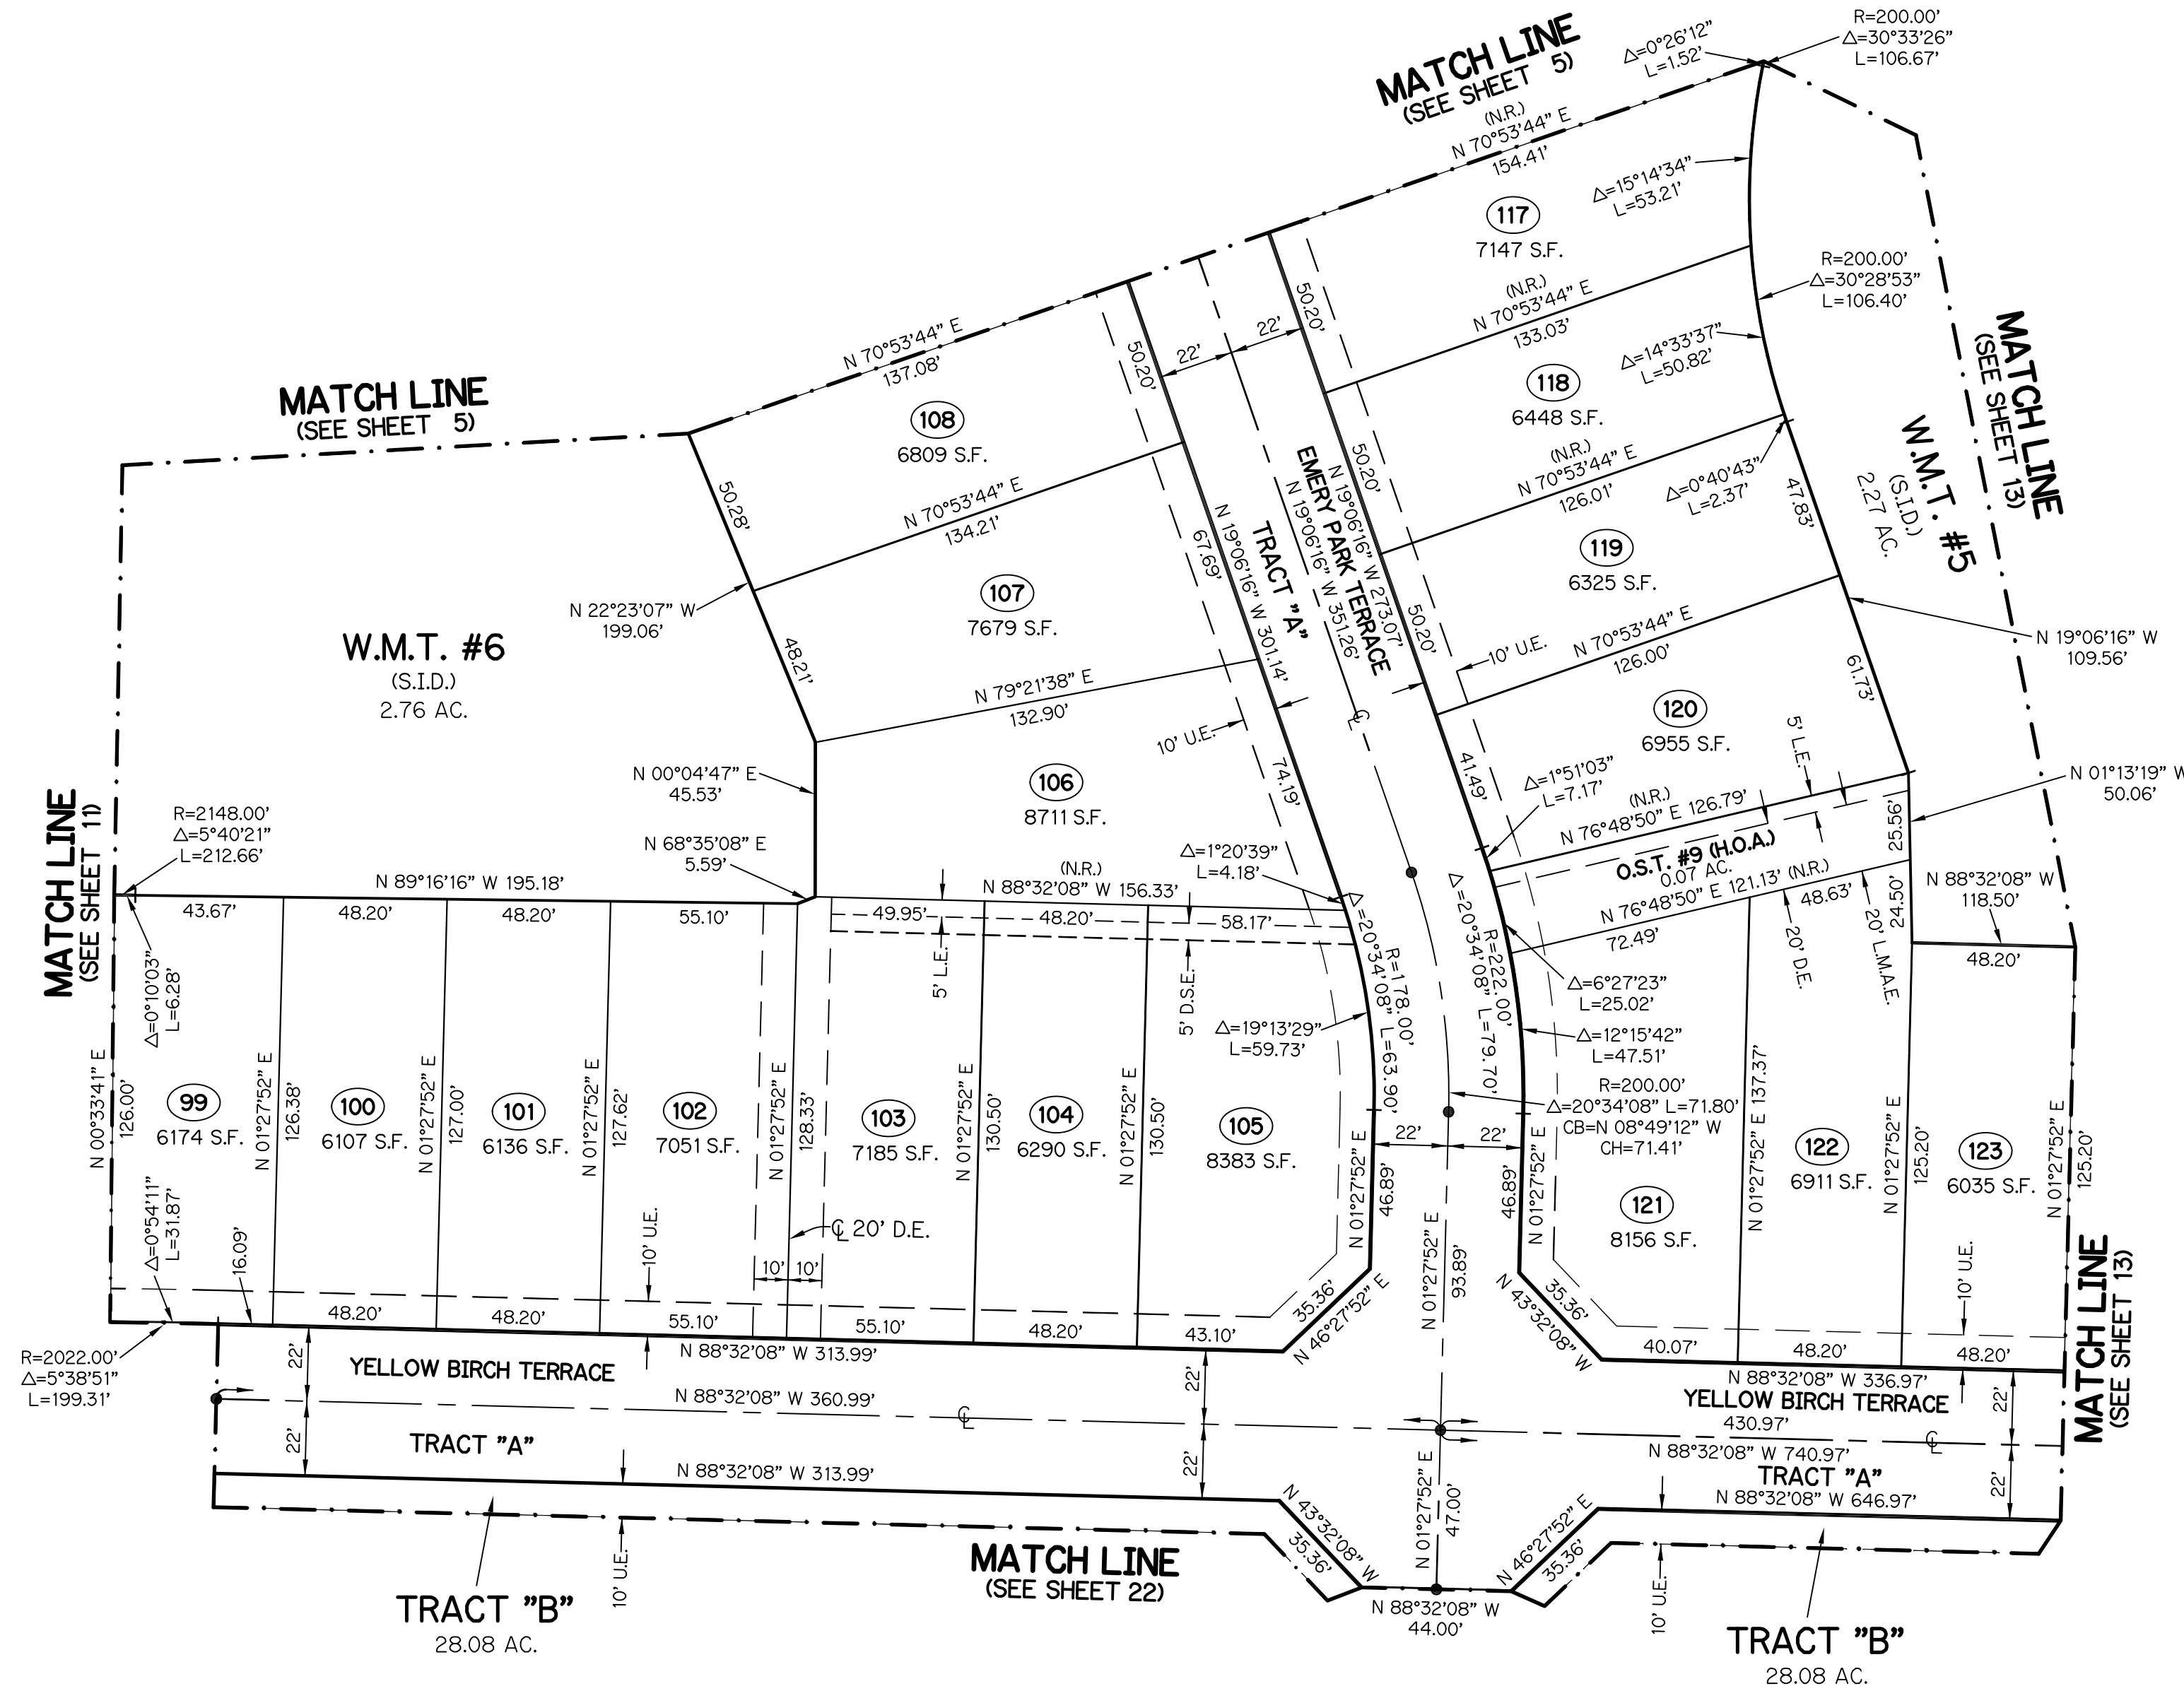 MATCH LINE
(SEE SHEET 5)
Δ=0°26'12"
L=1.52'
R=200.00'
Δ=30°33'26"
L=106.67'
(N.R.)
N 70°53'44" E
154.41'
Δ=15°14'34"
L=53.21'
117
7147 S.F.
R=200.00'
Δ=30°28'53"
L=106.40'
50.20'
22'
22'
50.20'
(N.R.)
N 70°53'44" E
133.03'
Δ=14°33'37"
L=50.82'
118
6448 S.F.
MATCH LINE
(SEE SHEET 13)
W.M.T. #5
(S.I.D.)
2.27 AC.
MATCH LINE
(SEE SHEET 5)
N 70°53'44" E
137.08'
108
6809 S.F.
50.28'
N 70°53'44" E
134.21'
50.20'
(N.R.)
N 70°53'44" E
126.01'
Δ=0°40'43"
L=2.37'
47.83'
119
6325 S.F.
EMERY PARK TERRACE
TRACT "A"
N 19°06'16" W 273.07'
N 19°06'16" W 351.26'
N 19°06'16" W 301.14'
67.69'
107
7679 S.F.
N 22°23'07" W
199.06'
48.21'
W.M.T. #6
(S.I.D.)
2.76 AC.
N 79°21'38" E
132.90'
50.20'
10' U.E.
N 70°53'44" E
126.00'
N 19°06'16" W
109.56'
61.73'
120
6955 S.F.
5' L.E.
10' U.E.
℄
N 00°04'47" E
45.53'
106
8711 S.F.
74.19'
41.49'
Δ=1°51'03"
L=7.17'
(N.R.)
N 76°48'50" E 126.79'
N 01°13'19" W
50.06'
25.56'
O.S.T. #9 (H.O.A.)
0.07 AC.
N 76°48'50" E 121.13' (N.R.)
72.49'
48.63'
24.50'
N 88°32'08" W
118.50'
48.20'
MATCH LINE
(SEE SHEET 11)
R=2148.00'
Δ=5°40'21"
L=212.66'
N 68°35'08" E
5.59'
N 89°16'16" W 195.18'
(N.R.)
N 88°32'08" W 156.33'
Δ=1°20'39"
L=4.18'
43.67'
48.20'
48.20'
55.10'
49.95'
48.20'
58.17'
Δ=0°10'03"
L=6.28'
5' L.E.
5' D.S.E.
Δ=20°34'08" L=63.90'
R=178.00'
R=222.00'
Δ=20°34'08" L=79.70'
20' D.E.
20' L.M.A.E.
Δ=6°27'23"
L=25.02'
Δ=19°13'29"
L=59.73'
Δ=12°15'42"
L=47.51'
N 00°33'41" E
126.00'
99
6174 S.F.
N 01°27'52" E
126.38'
100
6107 S.F.
N 01°27'52" E
127.00'
101
6136 S.F.
N 01°27'52" E
127.62'
102
7051 S.F.
N 01°27'52" E
128.33'
103
7185 S.F.
N 01°27'52" E
130.50'
104
6290 S.F.
N 01°27'52" E
130.50'
105
8383 S.F.
N 01°27'52" E
46.89'
22'
22'
N 01°27'52" E
46.89'
R=200.00'
Δ=20°34'08" L=71.80'
CB=N 08°49'12" W
CH=71.41'
121
8156 S.F.
N 01°27'52" E 137.37'
122
6911 S.F.
N 01°27'52" E
125.20'
123
6035 S.F.
N 01°27'52" E
125.20'
Δ=0°54'11"
L=31.87'
16.09'
10' U.E.
℄ 20' D.E.
10'
10'
N 01°27'52" E
93.89'
10' U.E.
MATCH LINE
(SEE SHEET 13)
48.20'
48.20'
55.10'
55.10'
48.20'
43.10'
35.36'
N 46°27'52" E
35.36'
N 43°32'08" W
40.07'
48.20'
48.20'
R=2022.00'
Δ=5°38'51"
L=199.31'
22'
YELLOW BIRCH TERRACE
N 88°32'08" W 313.99'
22'
N 88°32'08" W 336.97'
YELLOW BIRCH TERRACE
22'
N 88°32'08" W 360.99'
℄
430.97'
℄
22'
TRACT "A"
22'
N 88°32'08" W 740.97'
TRACT "A"
22'
N 88°32'08" W 313.99'
N 01°27'52" E
47.00'
N 88°32'08" W 646.97'
N 43°32'08" W
35.36'
N 46°27'52" E
35.36'
10' U.E.
MATCH LINE
(SEE SHEET 22)
10' U.E.
N 88°32'08" W
44.00'
TRACT "B"
28.08 AC.
TRACT "B"
28.08 AC.